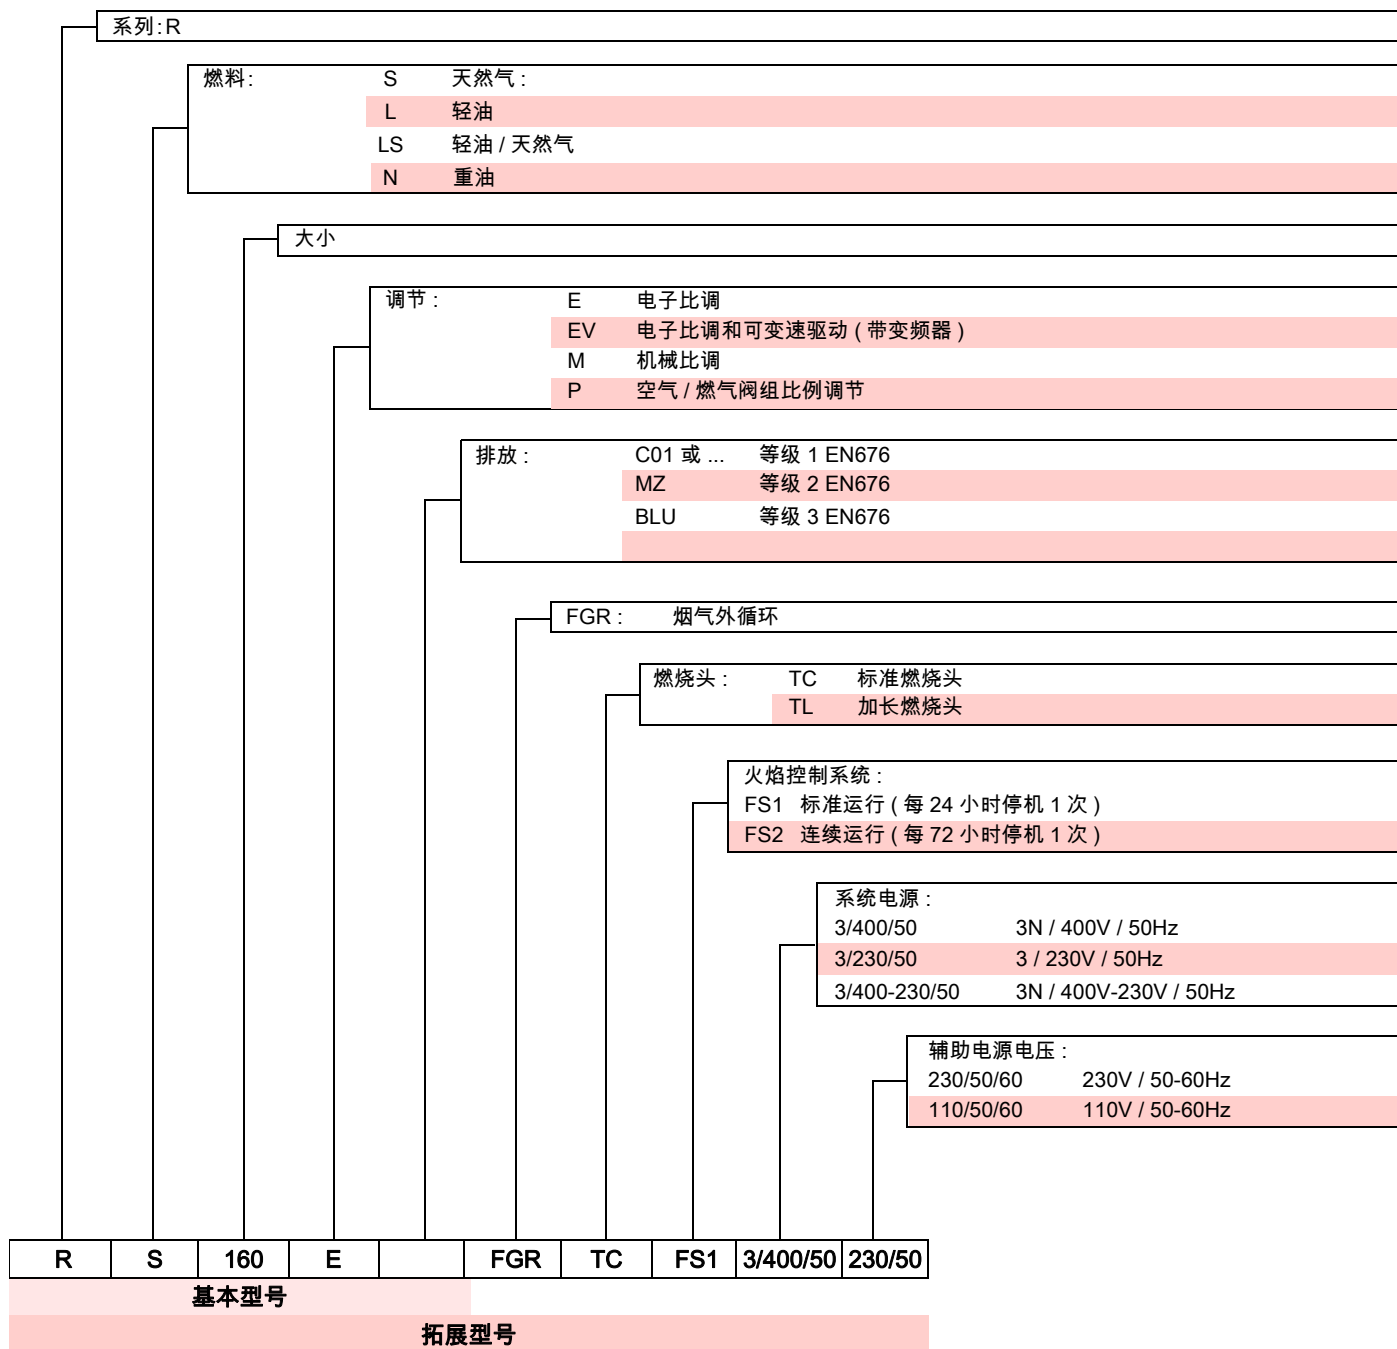 系列:R
燃料: S 天然气 :
L 轻油
LS 轻油 / 天然气
N 重油
大小
调节 : E 电子比调
EV 电子比调和可变速驱动 ( 带变频器 )
M 机械比调
P 空气 / 燃气阀组比例调节
排放 : C01 或 ... 等级 1 EN676
MZ 等级 2 EN676
BLU 等级 3 EN676
FGR : 烟气外循环
燃烧头 : TC 标准燃烧头
TL 加长燃烧头
火焰控制系统 :
FS1 标准运行 ( 每 24 小时停机 1 次 )
FS2 连续运行 ( 每 72 小时停机 1 次 )
系统电源 :
3/400/50 3N / 400V / 50Hz
3/230/50 3 / 230V / 50Hz
3/400-230/50 3N / 400V-230V / 50Hz
辅助电源电压 :
230/50/60 230V / 50-60Hz
110/50/60 110V / 50-60Hz
R S 160 E FGR TC FS1 3/400/50 230/50
基本型号
拓展型号